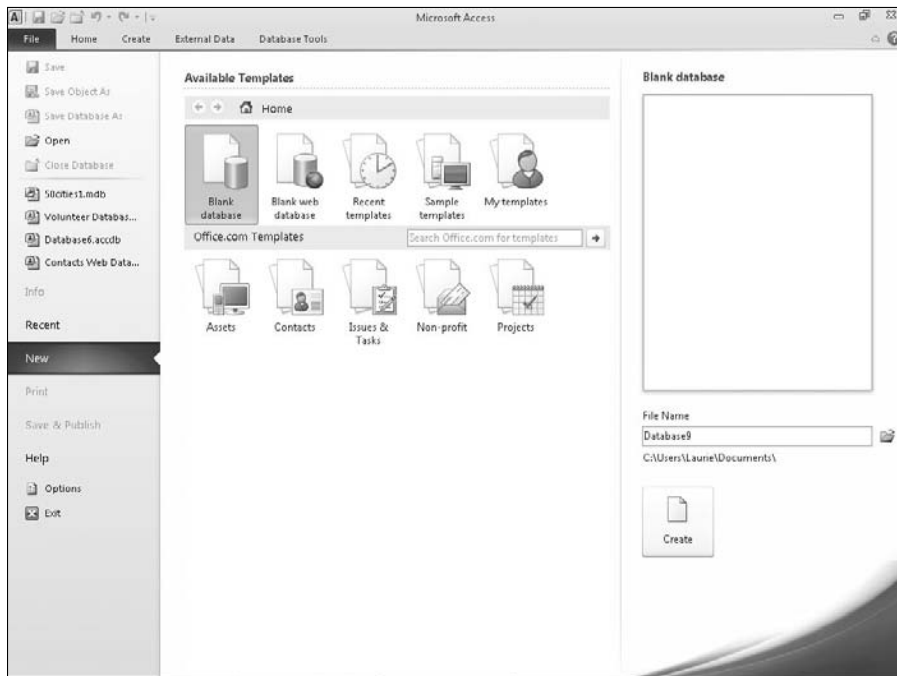 Microsoft Access
File Home Create External Data Database Tools
Save
Save Object As
Save Database As
Open
Close Database
50cities1.mdb
Volunteer Databas...
Database6.accdb
Contacts Web Data...
Info
Recent
New
Print
Save & Publish
Help
Options
Exit
Available Templates
Home
Blank database
Blank web database
Recent templates
Sample templates
My templates
Office.com Templates
Search Office.com for templates
Assets
Contacts
Issues & Tasks
Non-profit
Projects
Blank database
File Name
Database9
C:\Users\Laurie\Documents\
Create